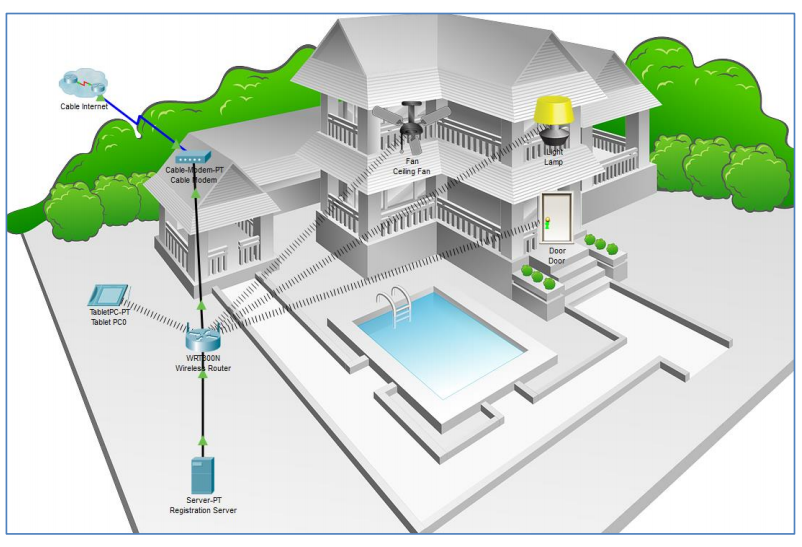 Cable Internet
Cable-Modem-PT
Cable Modem
Fan
Ceiling Fan
Light
Lamp
Door
Door
TabletPC-PT
Tablet PC0
WRT300N
Wireless Router
Server-PT
Registration Server